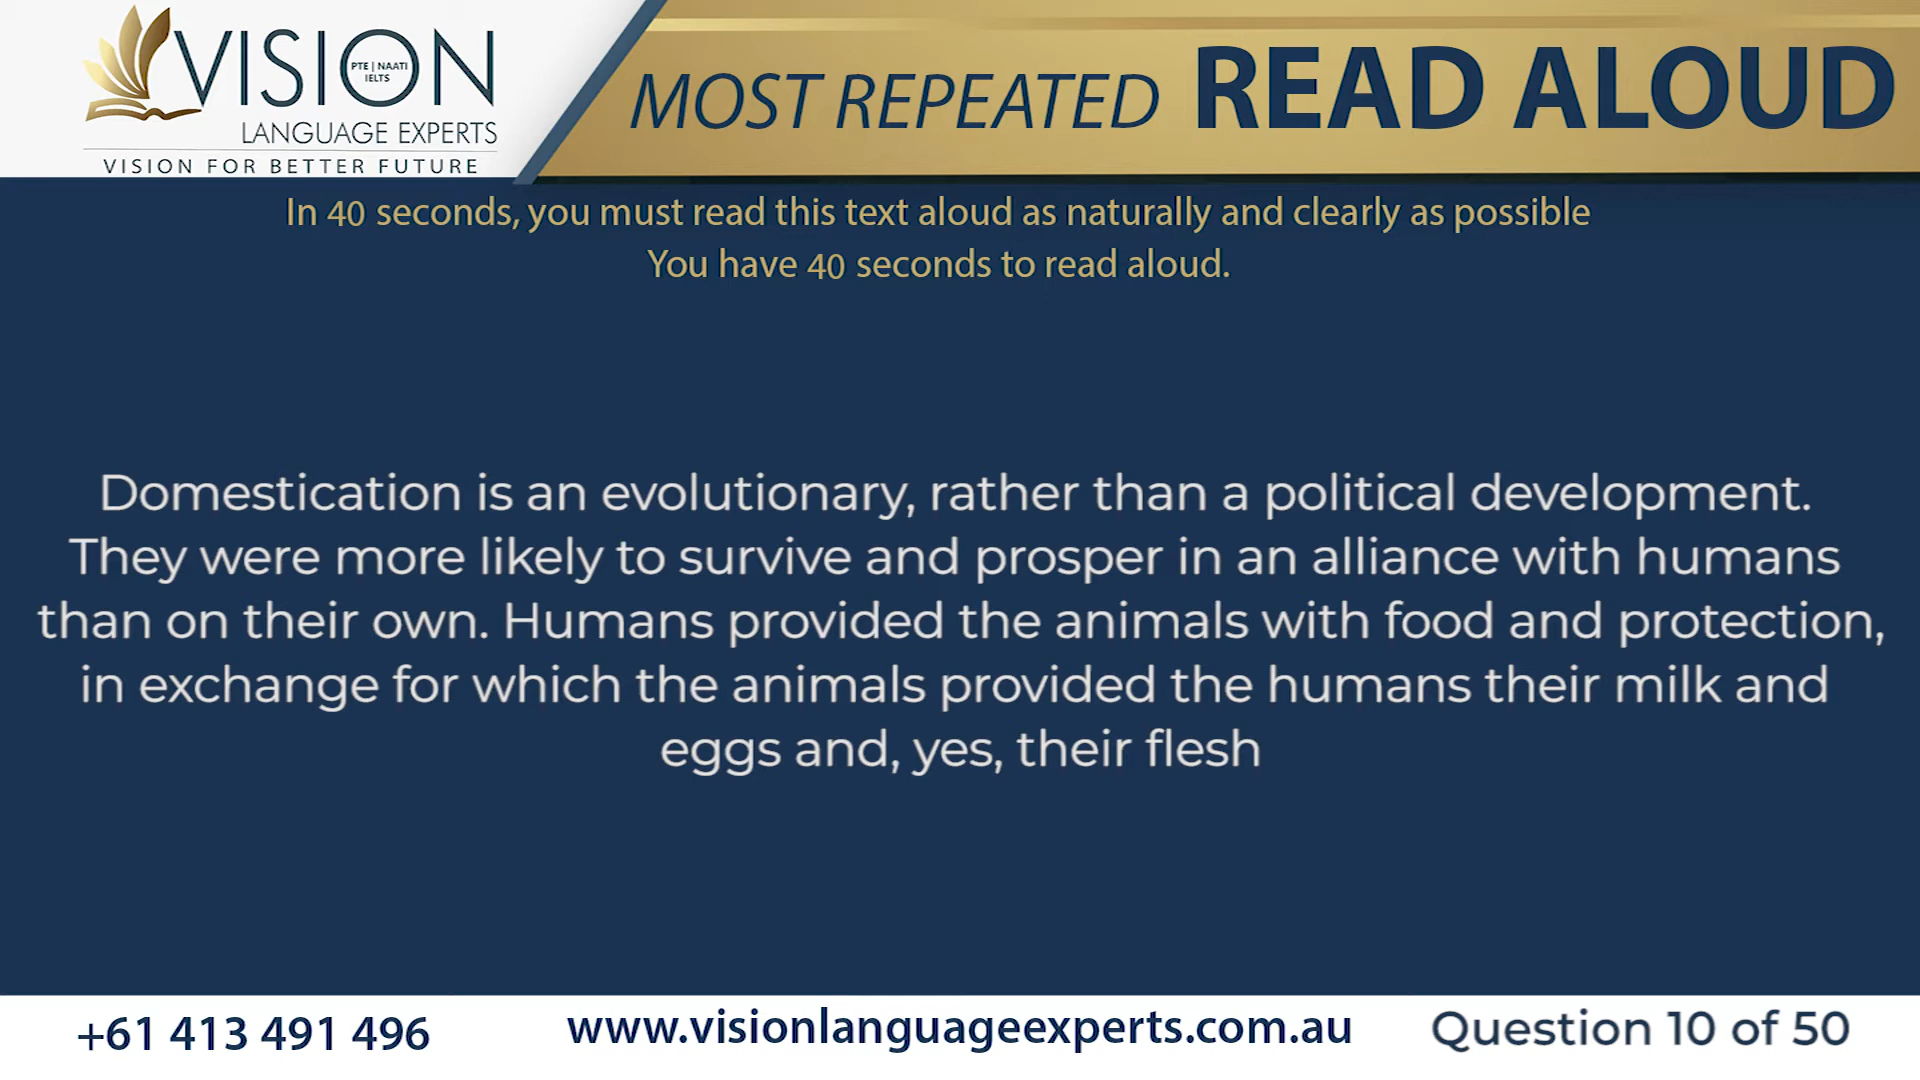 VISION
PTE | NAATI
IELTS
LANGUAGE EXPERTS
VISION FOR BETTER FUTURE
MOST REPEATED READ ALOUD
In 40 seconds, you must read this text aloud as naturally and clearly as possible
You have 40 seconds to read aloud.
Domestication is an evolutionary, rather than a political development.
They were more likely to survive and prosper in an alliance with humans
than on their own. Humans provided the animals with food and protection,
in exchange for which the animals provided the humans their milk and
eggs and, yes, their flesh
+61 413 491 496
www.visionlanguageexperts.com.au
Question 10 of 50